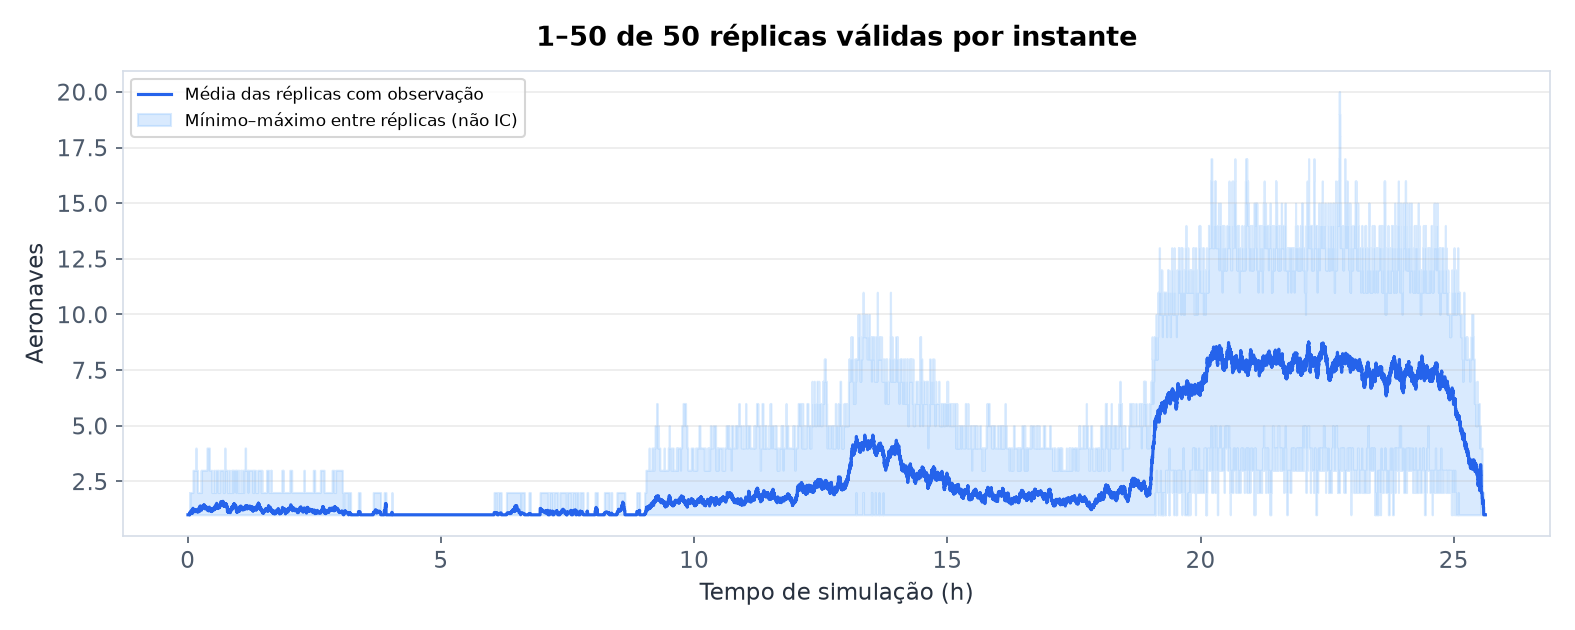 1–50 de 50 réplicas válidas por instante
Média das réplicas com observação
Mínimo–máximo entre réplicas (não IC)
Aeronaves
20.0
17.5
15.0
12.5
10.0
7.5
5.0
2.5
0 5 10 15 20 25
Tempo de simulação (h)